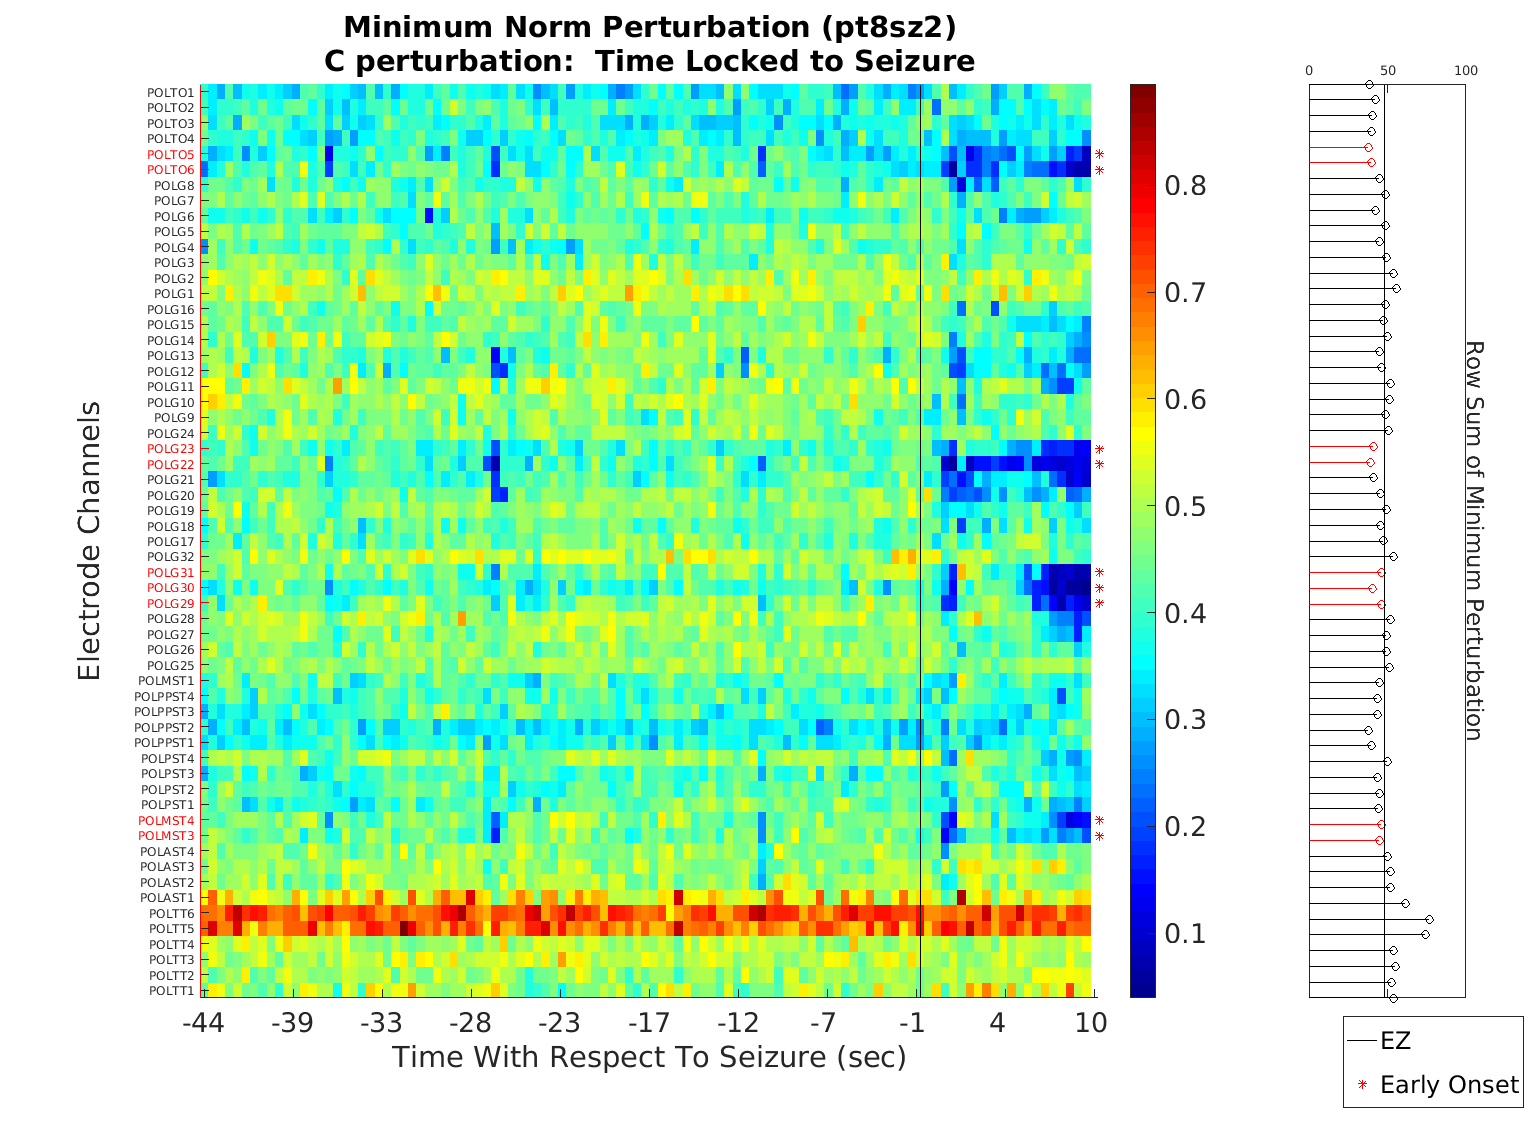 Minimum Norm Perturbation (pt8sz2)
C perturbation:  Time Locked to Seizure
Electrode Channels
POLTO1
POLTO2
POLTO3
POLTO4
POLTO5
POLTO6
POLG8
POLG7
POLG6
POLG5
POLG4
POLG3
POLG2
POLG1
POLG16
POLG15
POLG14
POLG13
POLG12
POLG11
POLG10
POLG9
POLG24
POLG23
POLG22
POLG21
POLG20
POLG19
POLG18
POLG17
POLG32
POLG31
POLG30
POLG29
POLG28
POLG27
POLG26
POLG25
POLMST1
POLPPST4
POLPPST3
POLPPST2
POLPPST1
POLPST4
POLPST3
POLPST2
POLPST1
POLMST4
POLMST3
POLAST4
POLAST3
POLAST2
POLAST1
POLTT6
POLTT5
POLTT4
POLTT3
POLTT2
POLTT1
-44 -39 -33 -28 -23 -17 -12 -7 -1 4 10
Time With Respect To Seizure (sec)
0.8
0.7
0.6
0.5
0.4
0.3
0.2
0.1
0 50 100
Row Sum of Minimum Perturbation
EZ
Early Onset